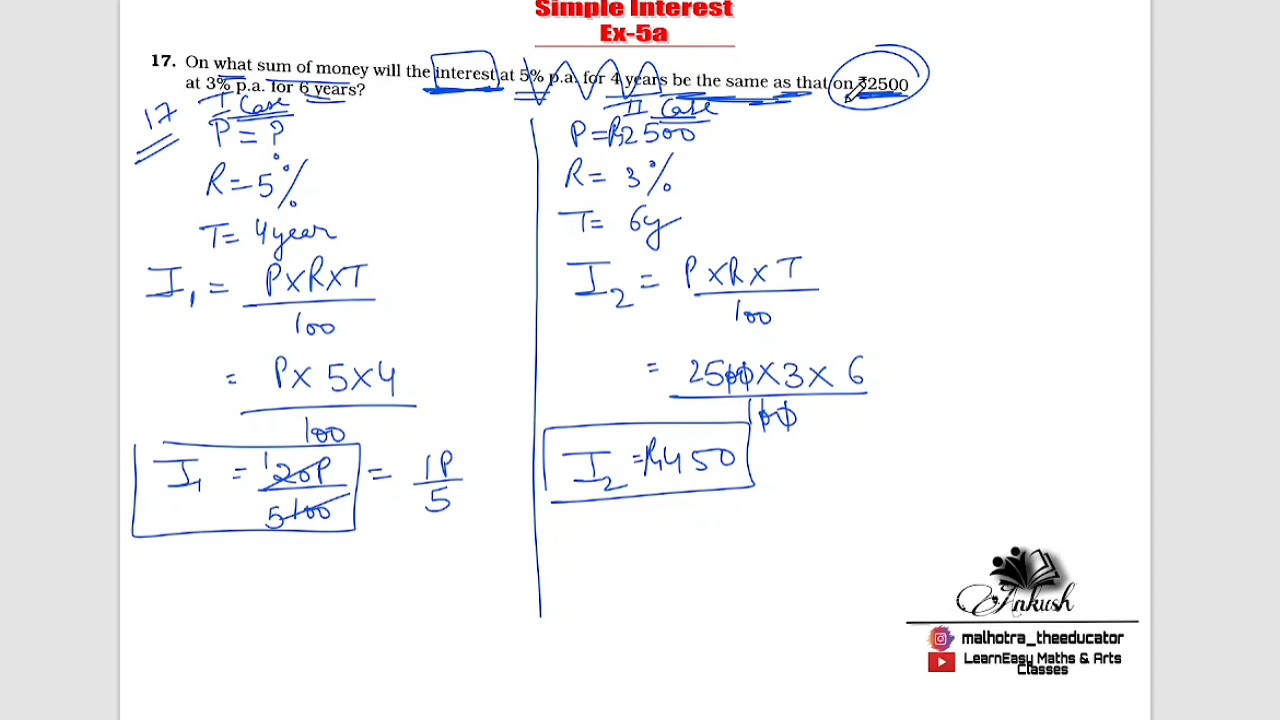 Simple Interest
Ex-5a
17. On what sum of money will the interest at 5% p.a. for 4 years be the same as that on ₹2500
at 3% p.a. for 6 years?
17
I Case
P = ?
R = 5%
T = 4 year
I₁ = P×R×T / 100
= P× 5×4 / 100
I₁ = 1 20P / 5 100 = 1P / 5
II Case
P = ₨2500
R = 3%
T = 6y
I₂ = P×R×T / 100
= 2500×3×6 / 100
I₂ = ₨450
Ankush
malhotra_theeducator
LearnEasy Maths & Arts
Classes